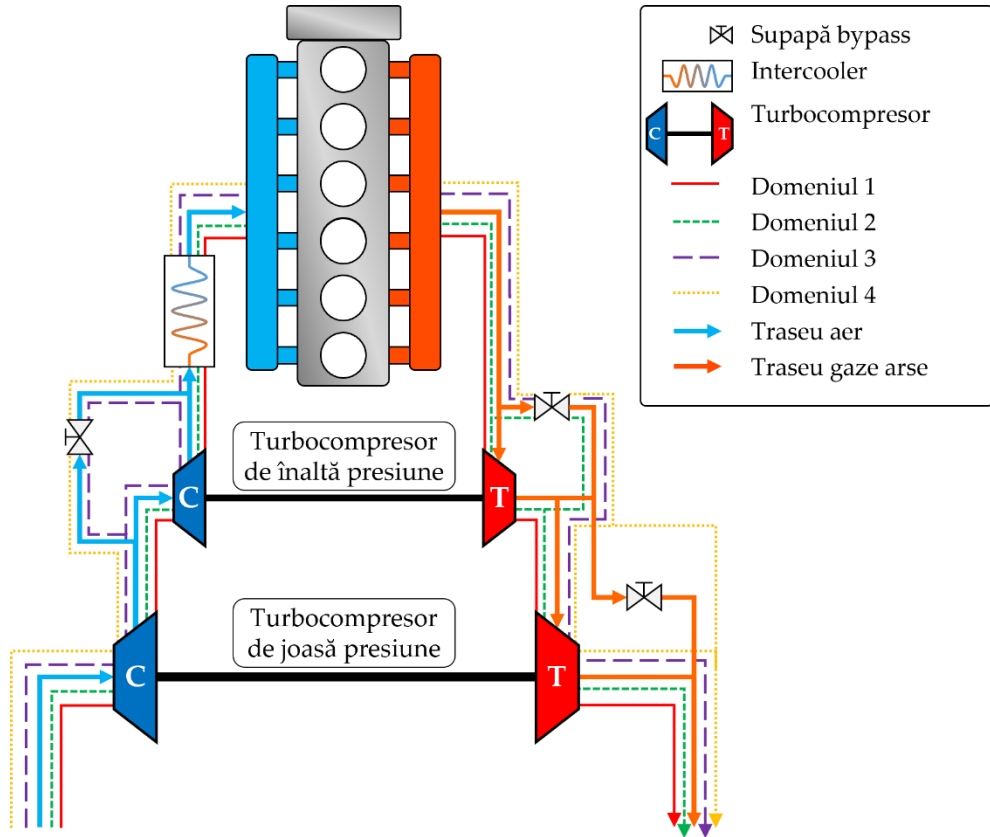 Supapă bypass
Intercooler
C T
Turbocompresor
Domeniul 1
Domeniul 2
Domeniul 3
Domeniul 4
Traseu aer
Traseu gaze arse
Turbocompresor
de înaltă presiune
C
T
Turbocompresor
de joasă presiune
C
T